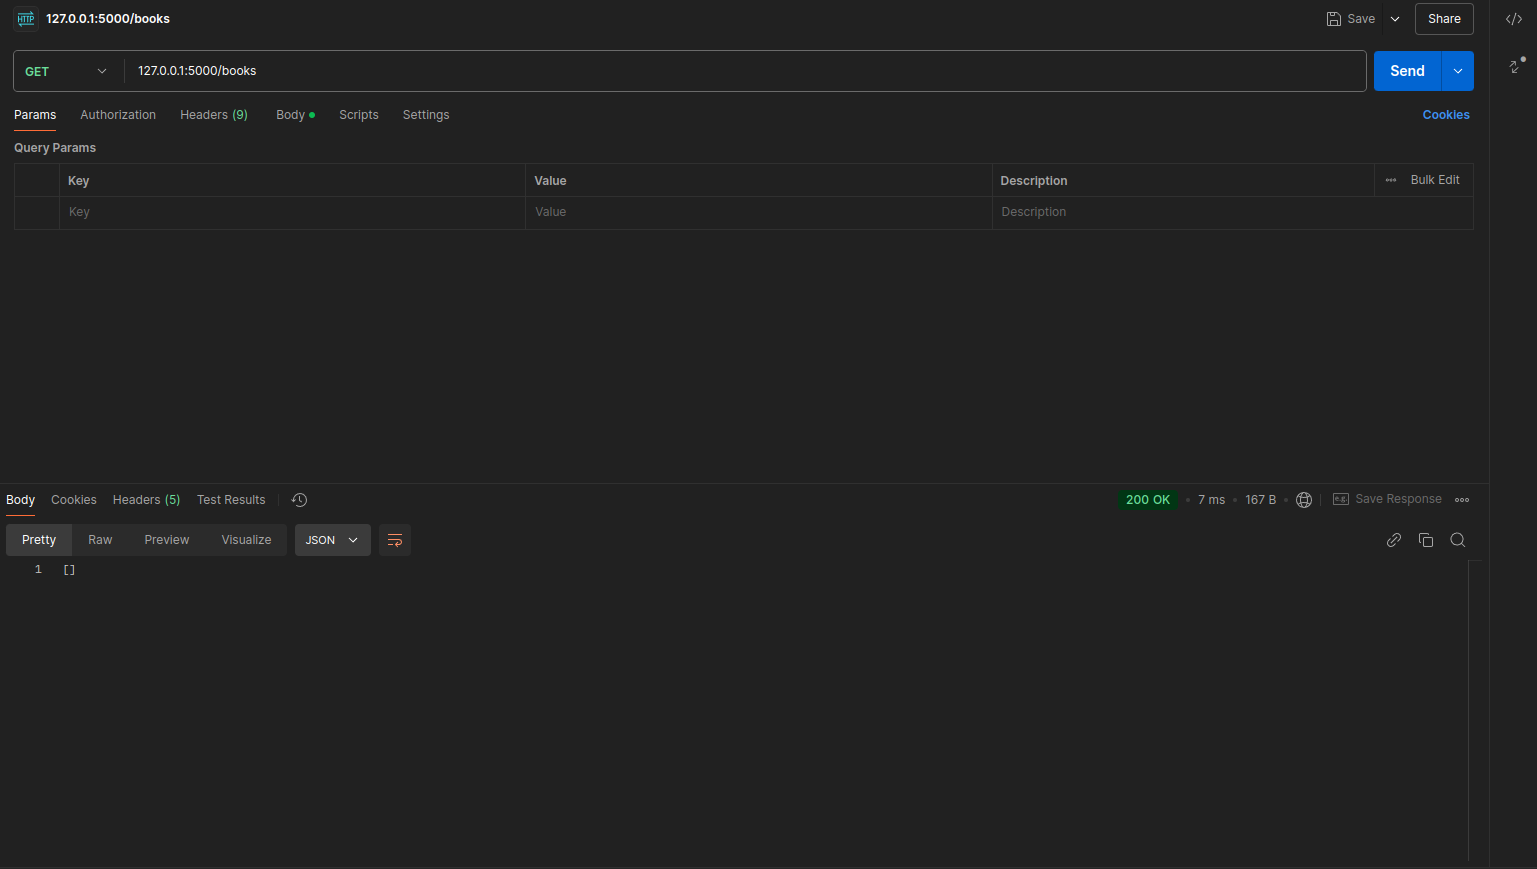 HTTP 127.0.0.1:5000/books Save Share
GET 127.0.0.1:5000/books Send
Params Authorization Headers (9) Body Scripts Settings Cookies
Query Params
Key Value Description Bulk Edit
Key Value Description
Body Cookies Headers (5) Test Results 200 OK • 7 ms • 167 B • e.g. Save Response
Pretty Raw Preview Visualize JSON
1 []